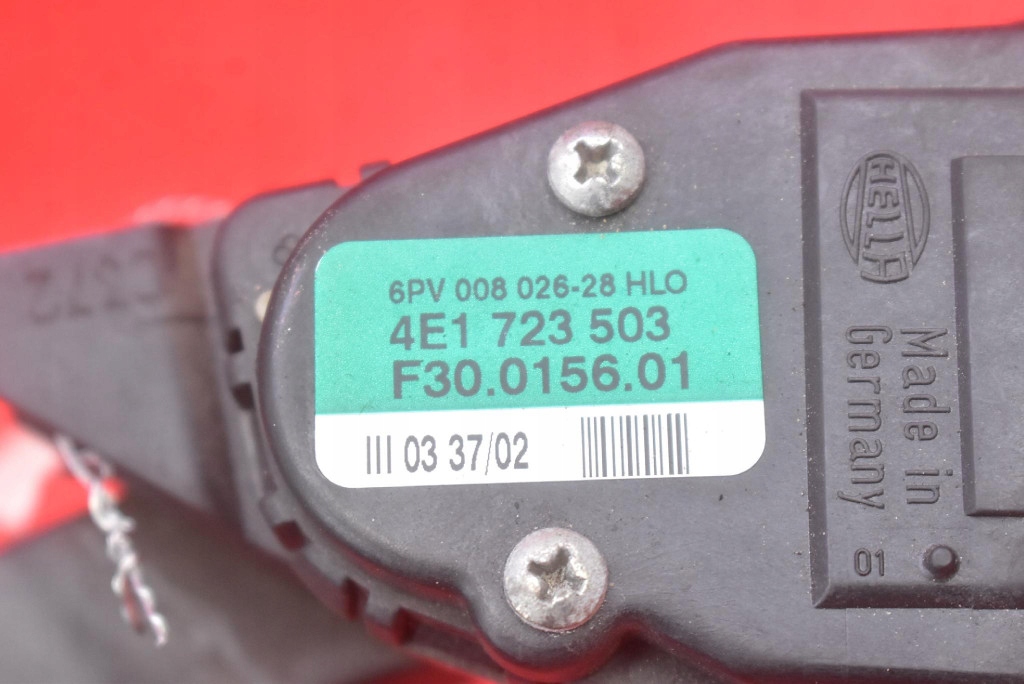 6PV 008 026-28 HLO
4E1 723 503
F30.0156.01
III 03 37/02
HELLA
Made in
Germany
01